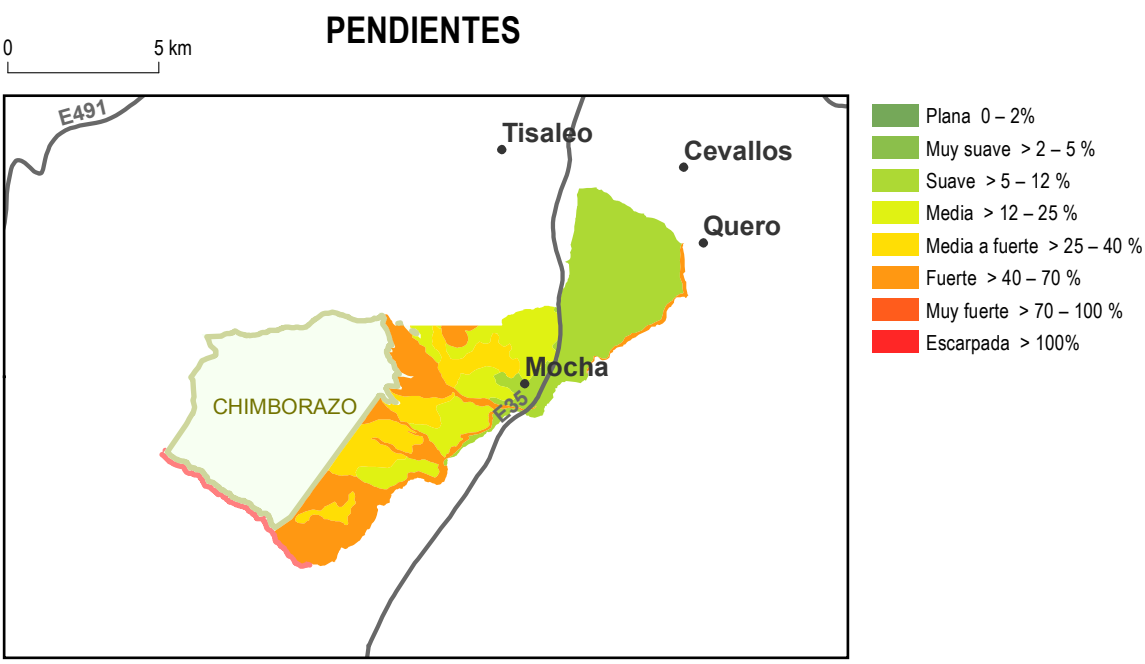 PENDIENTES
0 5 km
E491
Tisaleo
Cevallos
Quero
Mocha
E35
CHIMBORAZO
Plana 0 – 2%
Muy suave > 2 – 5 %
Suave > 5 – 12 %
Media > 12 – 25 %
Media a fuerte > 25 – 40 %
Fuerte > 40 – 70 %
Muy fuerte > 70 – 100 %
Escarpada > 100%